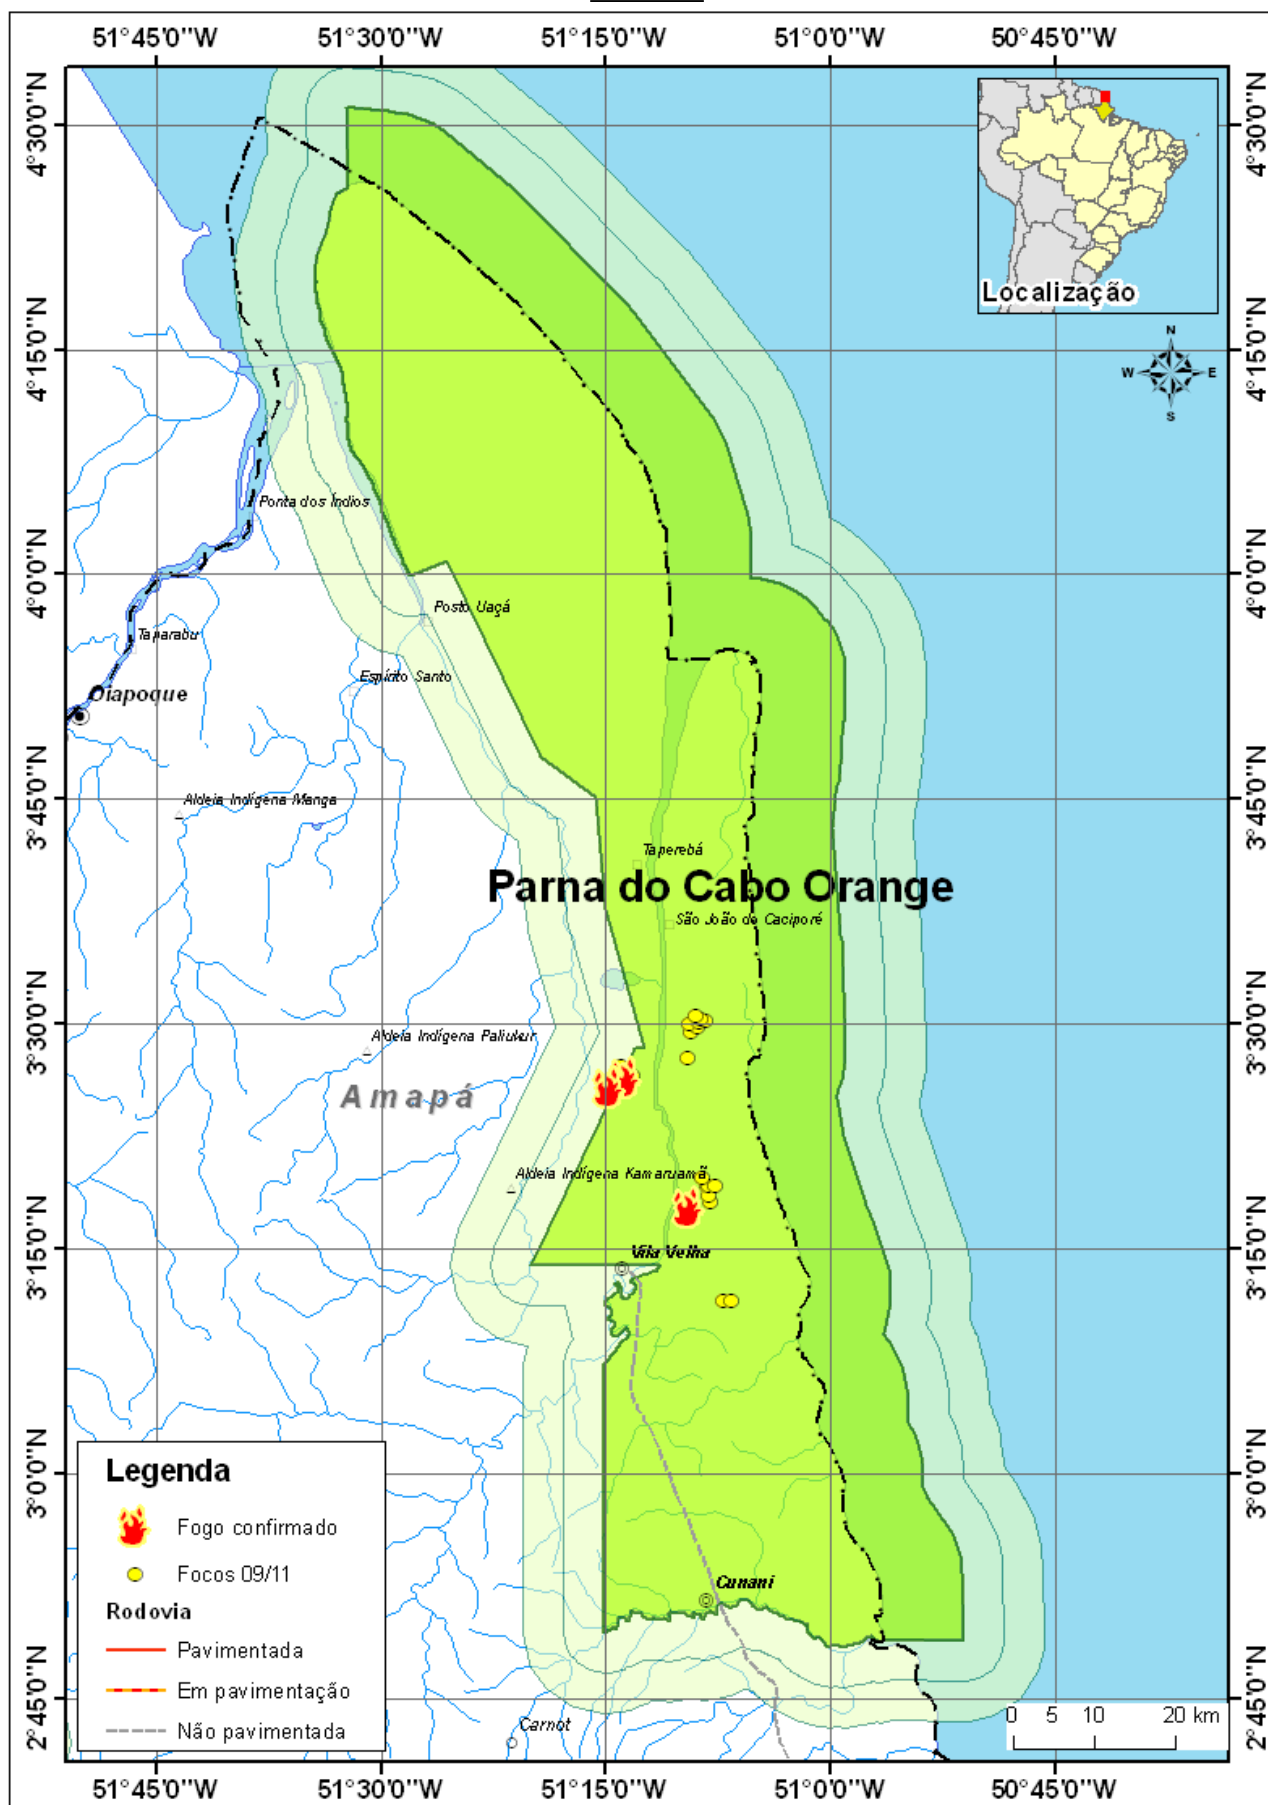 51°45'0"W 51°30'0"W 51°15'0"W 51°0'0"W 50°45'0"W
4°30'0"N 4°30'0"N
Localização
4°15'0"N 4°15'0"N
N
W E
S
Ponta dos Índios
4°0'0"N 4°0'0"N
Posto Uaçá
Taparabu
Espírito Santo
Oiapoque
3°45'0"N 3°45'0"N
Aldeia Indígena Manga
Taperebá
Parna do Cabo Orange
São João do Caciporé
3°30'0"N 3°30'0"N
Aldeia Indígena Paliukur
Amapá
Aldeia Indígena Kamaruamã
3°15'0"N 3°15'0"N
Vila Velha
3°0'0"N 3°0'0"N
Legenda
Fogo confirmado
Focos 09/11
Rodovia
Pavimentada
Em pavimentação
Não pavimentada
Cunani
2°45'0"N 2°45'0"N
Carnot
0 5 10 20 km
51°45'0"W 51°30'0"W 51°15'0"W 51°0'0"W 50°45'0"W